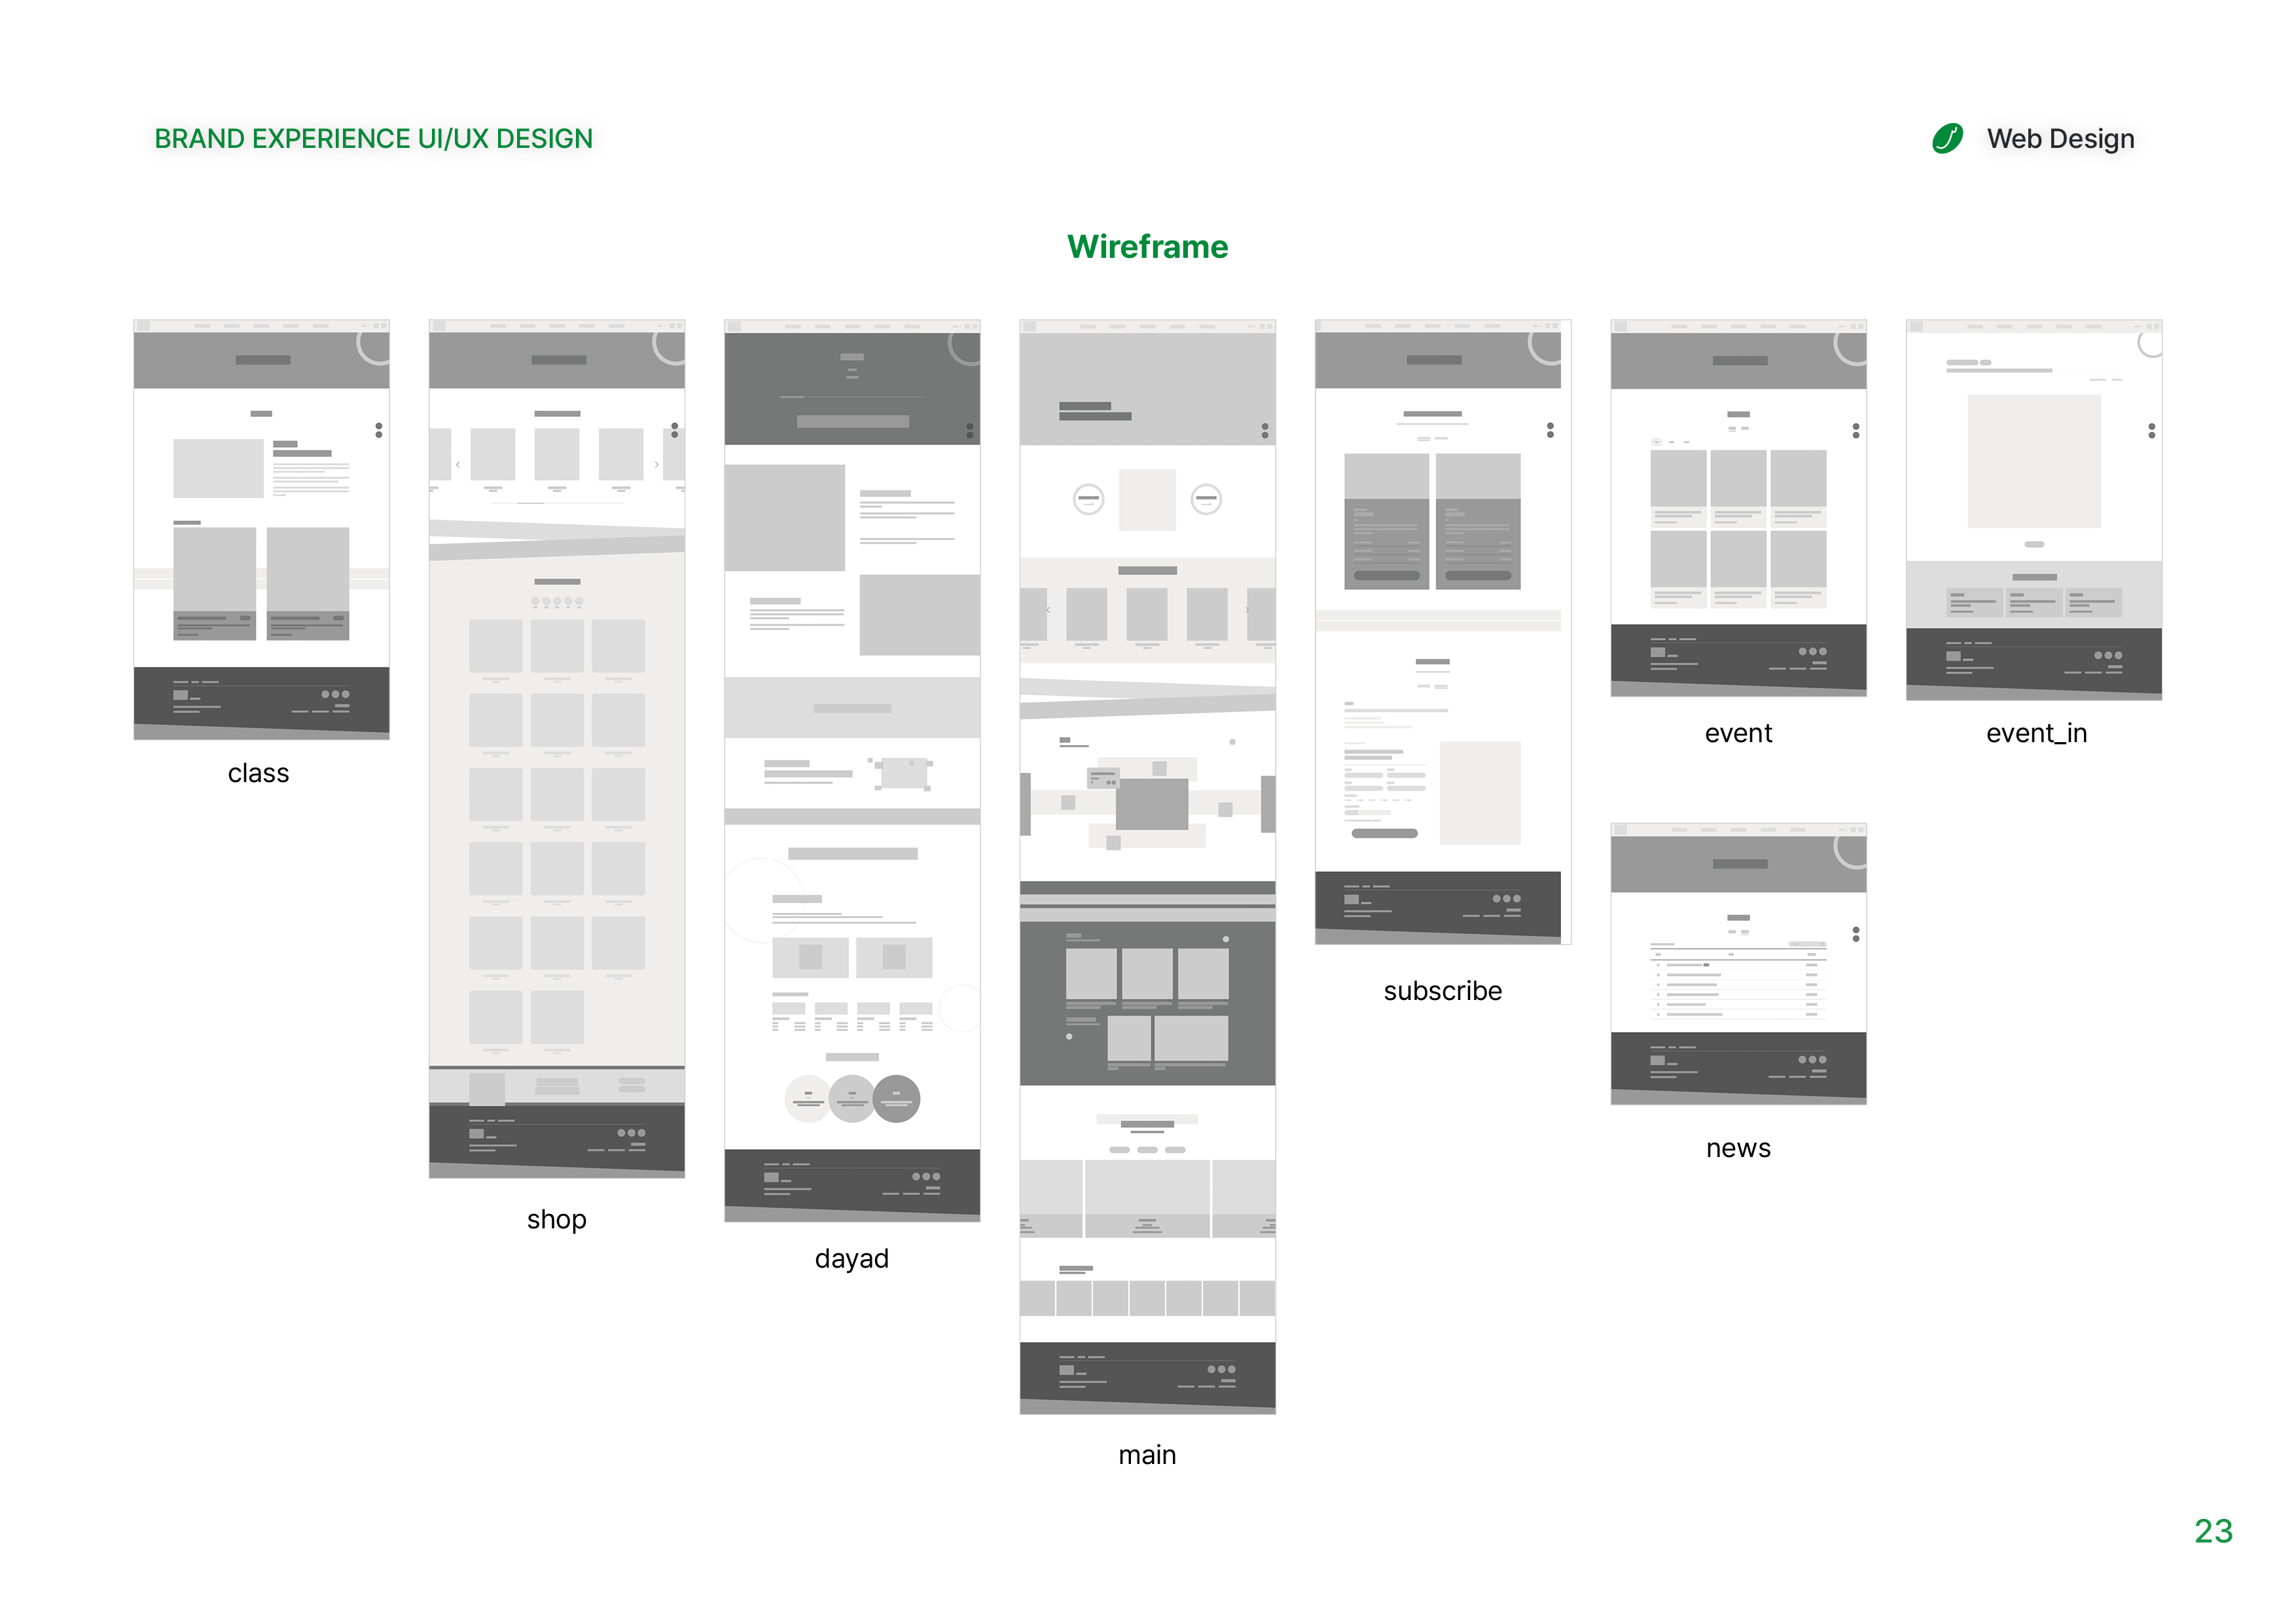 BRAND EXPERIENCE UI/UX DESIGN
Web Design
Wireframe
class
shop
dayad
main
subscribe
event
event_in
news
23